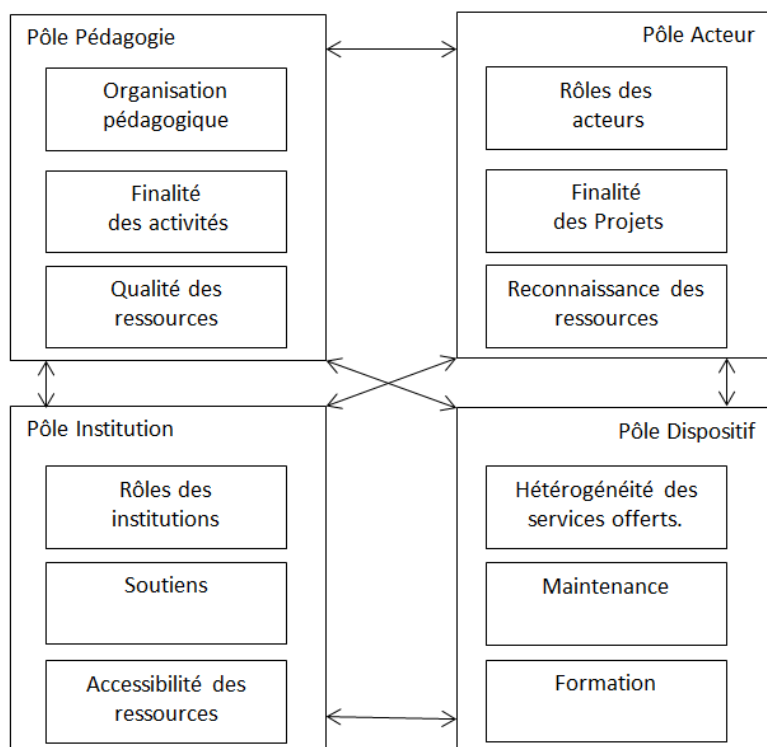 Pôle Pédagogie
Organisation
pédagogique
Finalité
des activités
Qualité des
ressources
Pôle Acteur
Rôles des
acteurs
Finalité
des Projets
Reconnaissance des
ressources
Pôle Institution
Rôles des
institutions
Soutiens
Accessibilité des
ressources
Pôle Dispositif
Hétérogénéité des
services offerts.
Maintenance
Formation